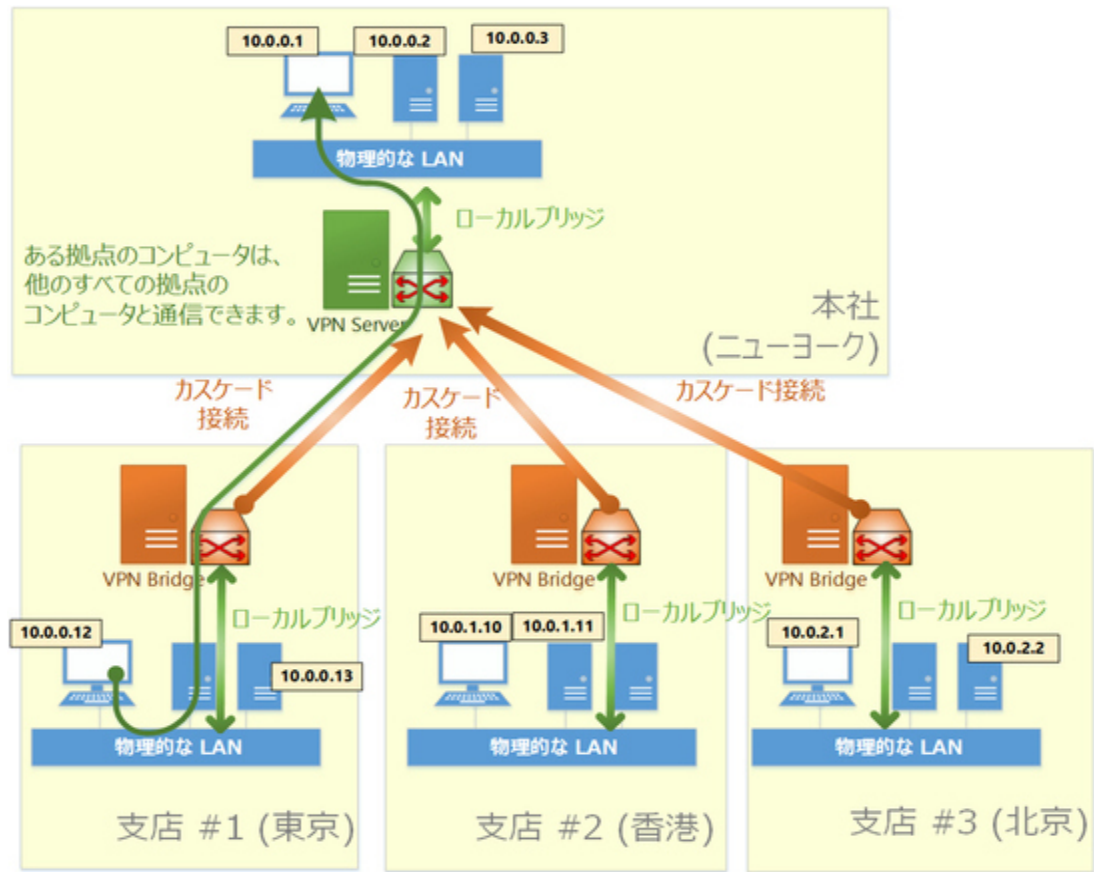 10.0.0.1
10.0.0.2
10.0.0.3
物理的な LAN
ローカルブリッジ
ある拠点のコンピュータは、
他のすべての拠点の
コンピュータと通信できます。
VPN Server
本社
(ニューヨーク)
カスケード
接続
カスケード
接続
カスケード接続
VPN Bridge
ローカルブリッジ
10.0.0.12
10.0.0.13
物理的な LAN
支店 #1 (東京)
VPN Bridge
ローカルブリッジ
10.0.1.10
10.0.1.11
物理的な LAN
支店 #2 (香港)
VPN Bridge
ローカルブリッジ
10.0.2.1
10.0.2.2
物理的な LAN
支店 #3 (北京)